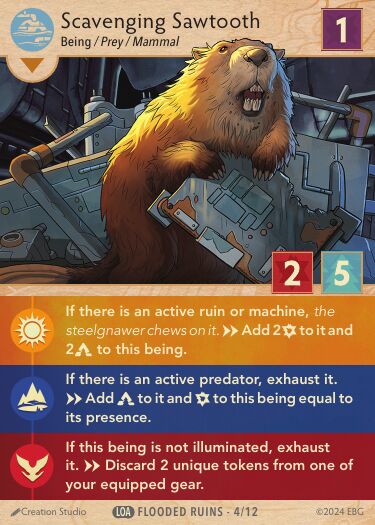 Scavenging Sawtooth
Being / Prey / Mammal
1
2 5
If there is an active ruin or machine, the
steelgnawer chews on it. Add 2 to it and
2 to this being.
If there is an active predator, exhaust it.
Add to it and to this being equal to
its presence.
If this being is not illuminated, exhaust
it. Discard 2 unique tokens from one of
your equipped gear.
Creation Studio LOA FLOODED RUINS - 4/12 ©2024 EBG